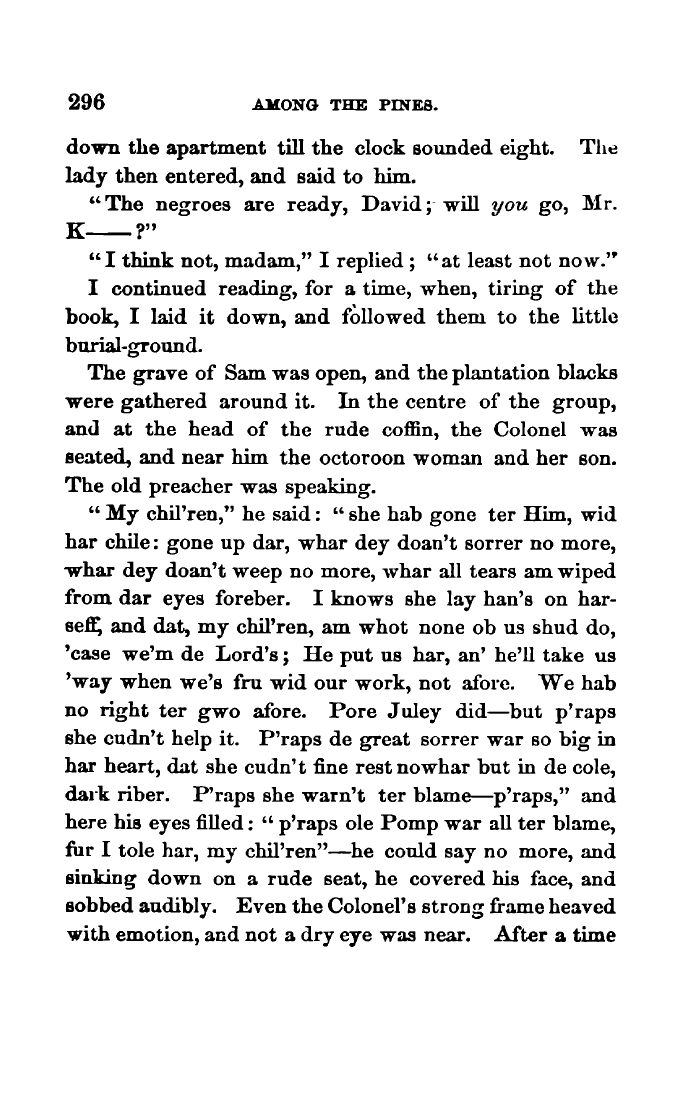 296 AMONG THE PINES.
down the apartment till the clock sounded eight. The
lady then entered, and said to him.
“The negroes are ready, David; will you go, Mr.
K—— ?”
“I think not, madam,” I replied ; “at least not now.”
I continued reading, for a time, when, tiring of the
book, I laid it down, and followed them to the little
burial-ground.
The grave of Sam was open, and the plantation blacks
were gathered around it. In the centre of the group,
and at the head of the rude coffin, the Colonel was
seated, and near him the octoroon woman and her son.
The old preacher was speaking.
“My chil'ren,” he said : “she hab gone ter Him, wid
har chile: gone up dar, whar dey doan't sorrer no more,
whar dey doan't weep no more, whar all tears am wiped
from dar eyes foreber. I knows she lay han's on har-
seff, and dat, my chil'ren, am whot none ob us shud do,
'case we'm de Lord's ; He put us har, an' he'll take us
'way when we's fru wid our work, not afore. We hab
no right ter gwo afore. Pore Juley did—but p'raps
she cudn't help it. P'raps de great sorrer war so big in
har heart, dat she cudn't fine rest nowhar but in de cole,
dark riber. P'raps she warn't ter blame—p'raps,” and
here his eyes filled : “p'raps ole Pomp war all ter blame,
fur I tole har, my chil'ren”—he could say no more, and
sinking down on a rude seat, he covered his face, and
sobbed audibly. Even the Colonel's strong frame heaved
with emotion, and not a dry eye was near. After a time